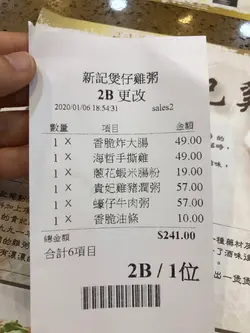 新記煲仔雞粥
2B 更改
2020/01/06 18:54:31 sales2
數量 項目 金額
1 X 香脆炸大腸 49.00
1 X 海哲手撕雞 49.00
1 X 蔥花蝦米腸粉 19.00
1 X 貴妃雞豬潤粥 57.00
1 X 蠔仔牛肉粥 57.00
1 X 香脆油條 10.00
總金額 $241.00
合計6項目
2B / 1位